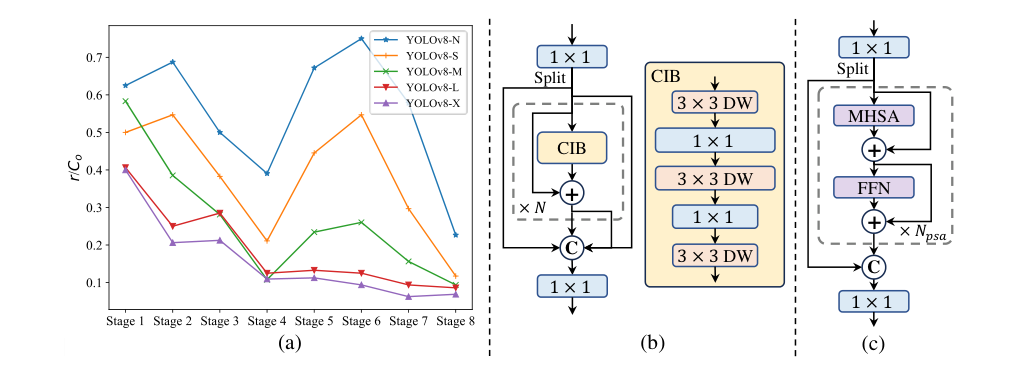 r/C_o
0.7
0.6
0.5
0.4
0.3
0.2
0.1
YOLOv8-N
YOLOv8-S
YOLOv8-M
YOLOv8-L
YOLOv8-X
Stage 1 Stage 2 Stage 3 Stage 4 Stage 5 Stage 6 Stage 7 Stage 8
(a)
1 × 1
Split
CIB
+
× N
C
1 × 1
CIB
3 × 3 DW
1 × 1
3 × 3 DW
1 × 1
3 × 3 DW
(b)
1 × 1
Split
MHSA
+
FFN
+
× N_psa
C
1 × 1
(c)